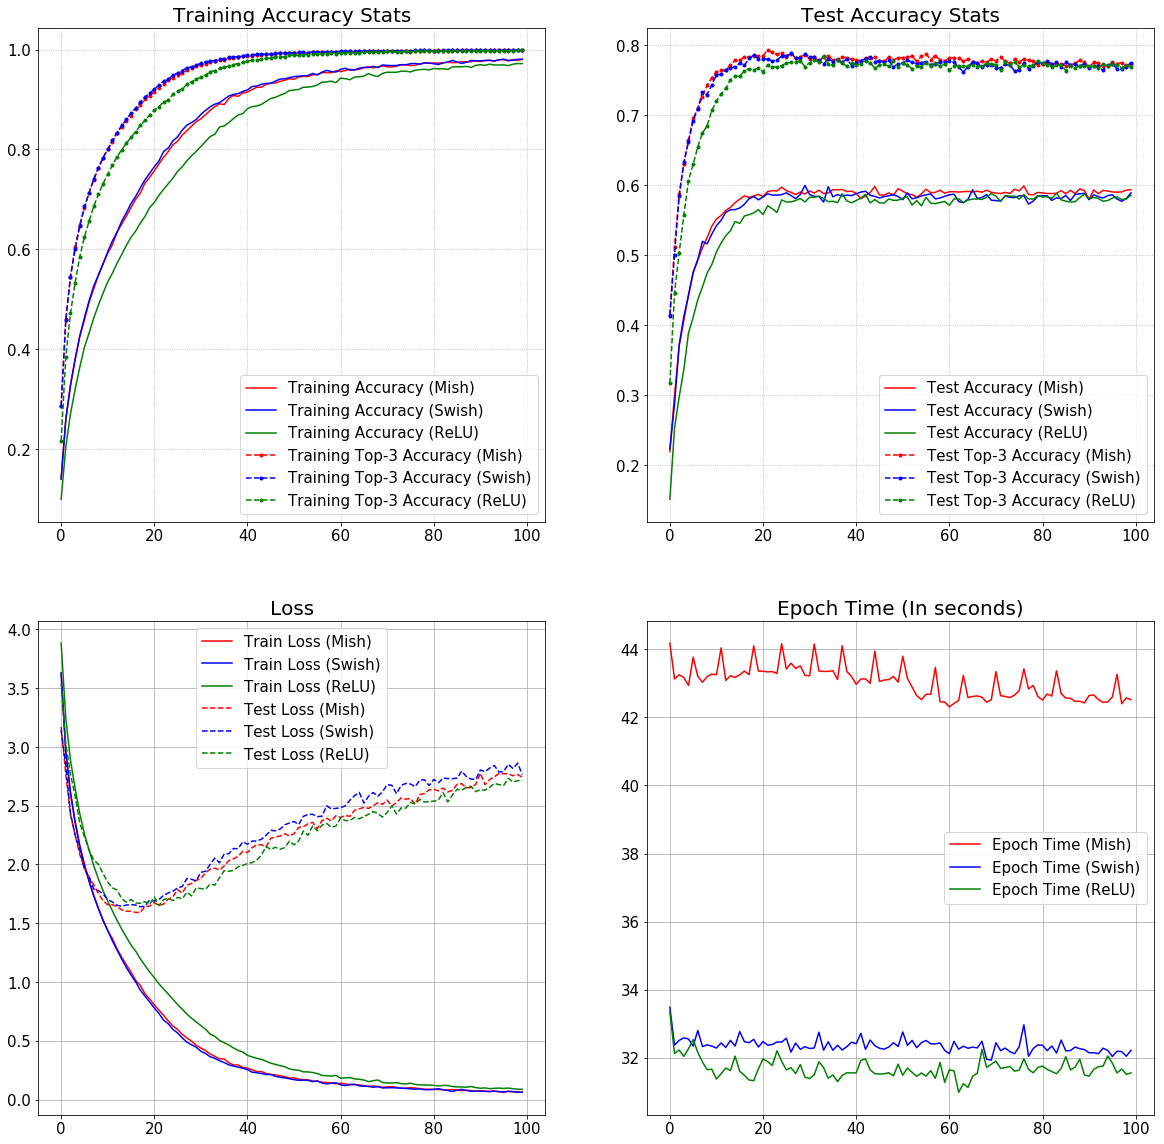 Training Accuracy Stats
1.0
0.8
0.6
0.4
0.2
0 20 40 60 80 100
Training Accuracy (Mish)
Training Accuracy (Swish)
Training Accuracy (ReLU)
Training Top-3 Accuracy (Mish)
Training Top-3 Accuracy (Swish)
Training Top-3 Accuracy (ReLU)
Test Accuracy Stats
0.8
0.7
0.6
0.5
0.4
0.3
0.2
0 20 40 60 80 100
Test Accuracy (Mish)
Test Accuracy (Swish)
Test Accuracy (ReLU)
Test Top-3 Accuracy (Mish)
Test Top-3 Accuracy (Swish)
Test Top-3 Accuracy (ReLU)
Loss
4.0
3.5
3.0
2.5
2.0
1.5
1.0
0.5
0.0
0 20 40 60 80 100
Train Loss (Mish)
Train Loss (Swish)
Train Loss (ReLU)
Test Loss (Mish)
Test Loss (Swish)
Test Loss (ReLU)
Epoch Time (In seconds)
44
42
40
38
36
34
32
0 20 40 60 80 100
Epoch Time (Mish)
Epoch Time (Swish)
Epoch Time (ReLU)